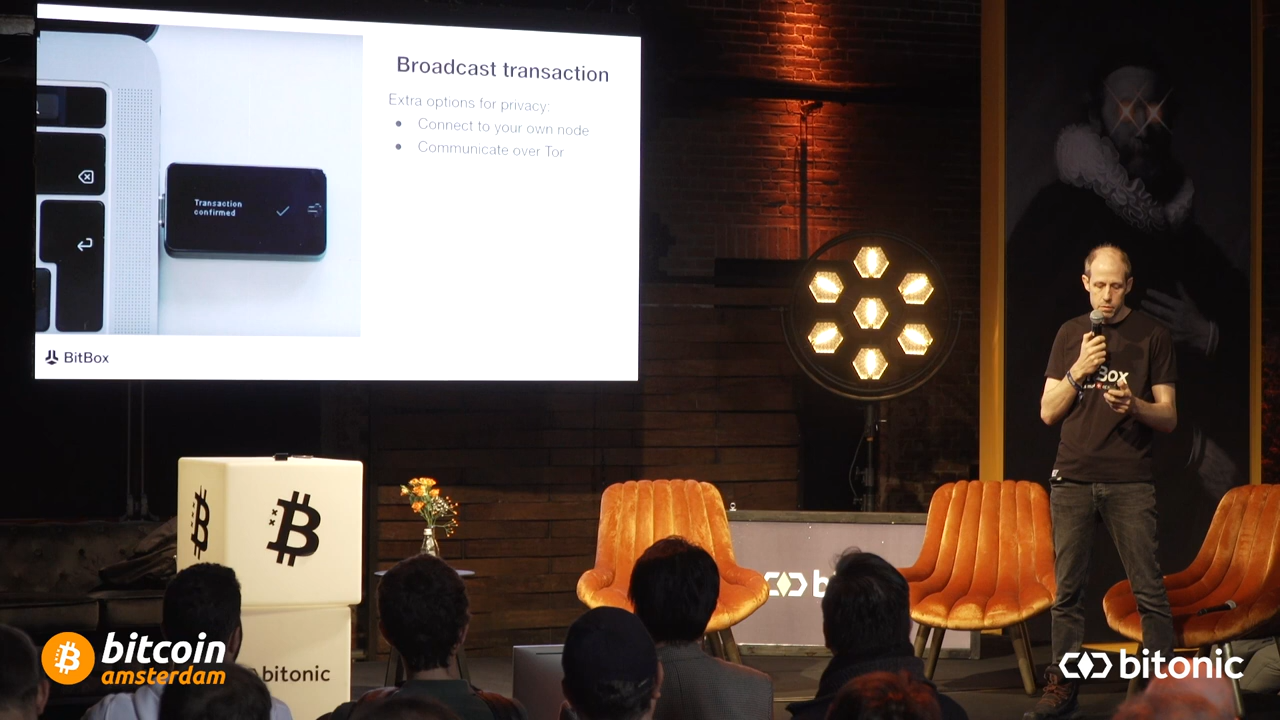 Broadcast transaction
Extra options for privacy:
● Connect to your own node
● Communicate over Tor
Transaction
confirmed
BitBox
Box
bitonic
bitcoin
amsterdam
bitonic